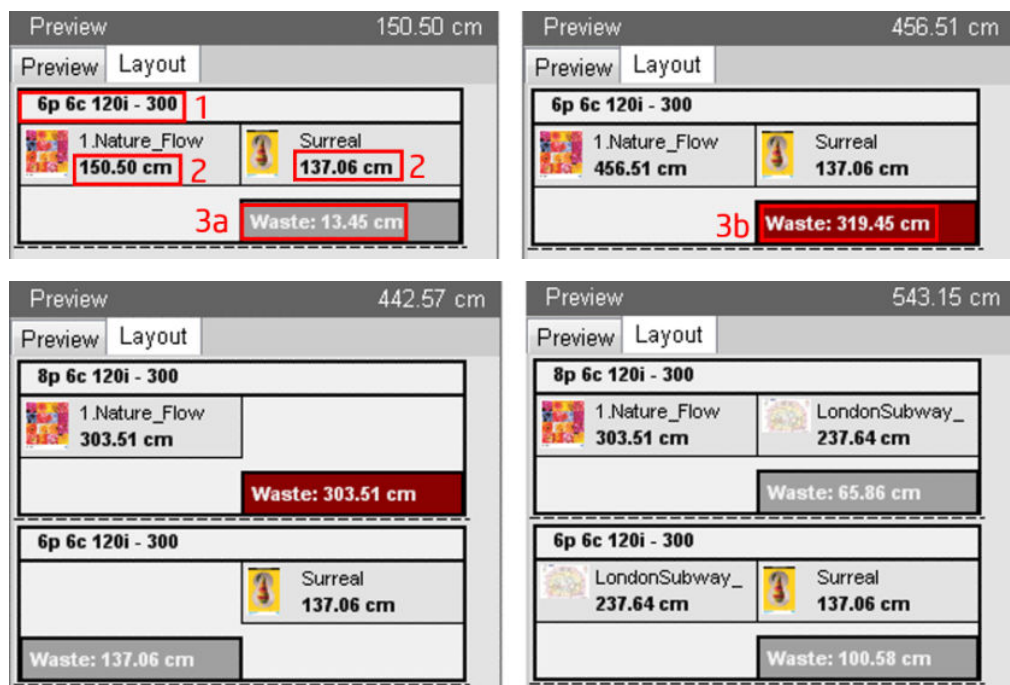 Preview 150.50 cm
Preview Layout
6p 6c 120i - 300 1
1.Nature_Flow Surreal
150.50 cm 2 137.06 cm 2
3a Waste: 13.45 cm
Preview 456.51 cm
Preview Layout
6p 6c 120i - 300
1.Nature_Flow Surreal
456.51 cm 137.06 cm
3b Waste: 319.45 cm
Preview 442.57 cm
Preview Layout
8p 6c 120i - 300
1.Nature_Flow
303.51 cm
Waste: 303.51 cm
6p 6c 120i - 300
Surreal
137.06 cm
Waste: 137.06 cm
Preview 543.15 cm
Preview Layout
8p 6c 120i - 300
1.Nature_Flow LondonSubway_
303.51 cm 237.64 cm
Waste: 65.86 cm
6p 6c 120i - 300
LondonSubway_ Surreal
237.64 cm 137.06 cm
Waste: 100.58 cm